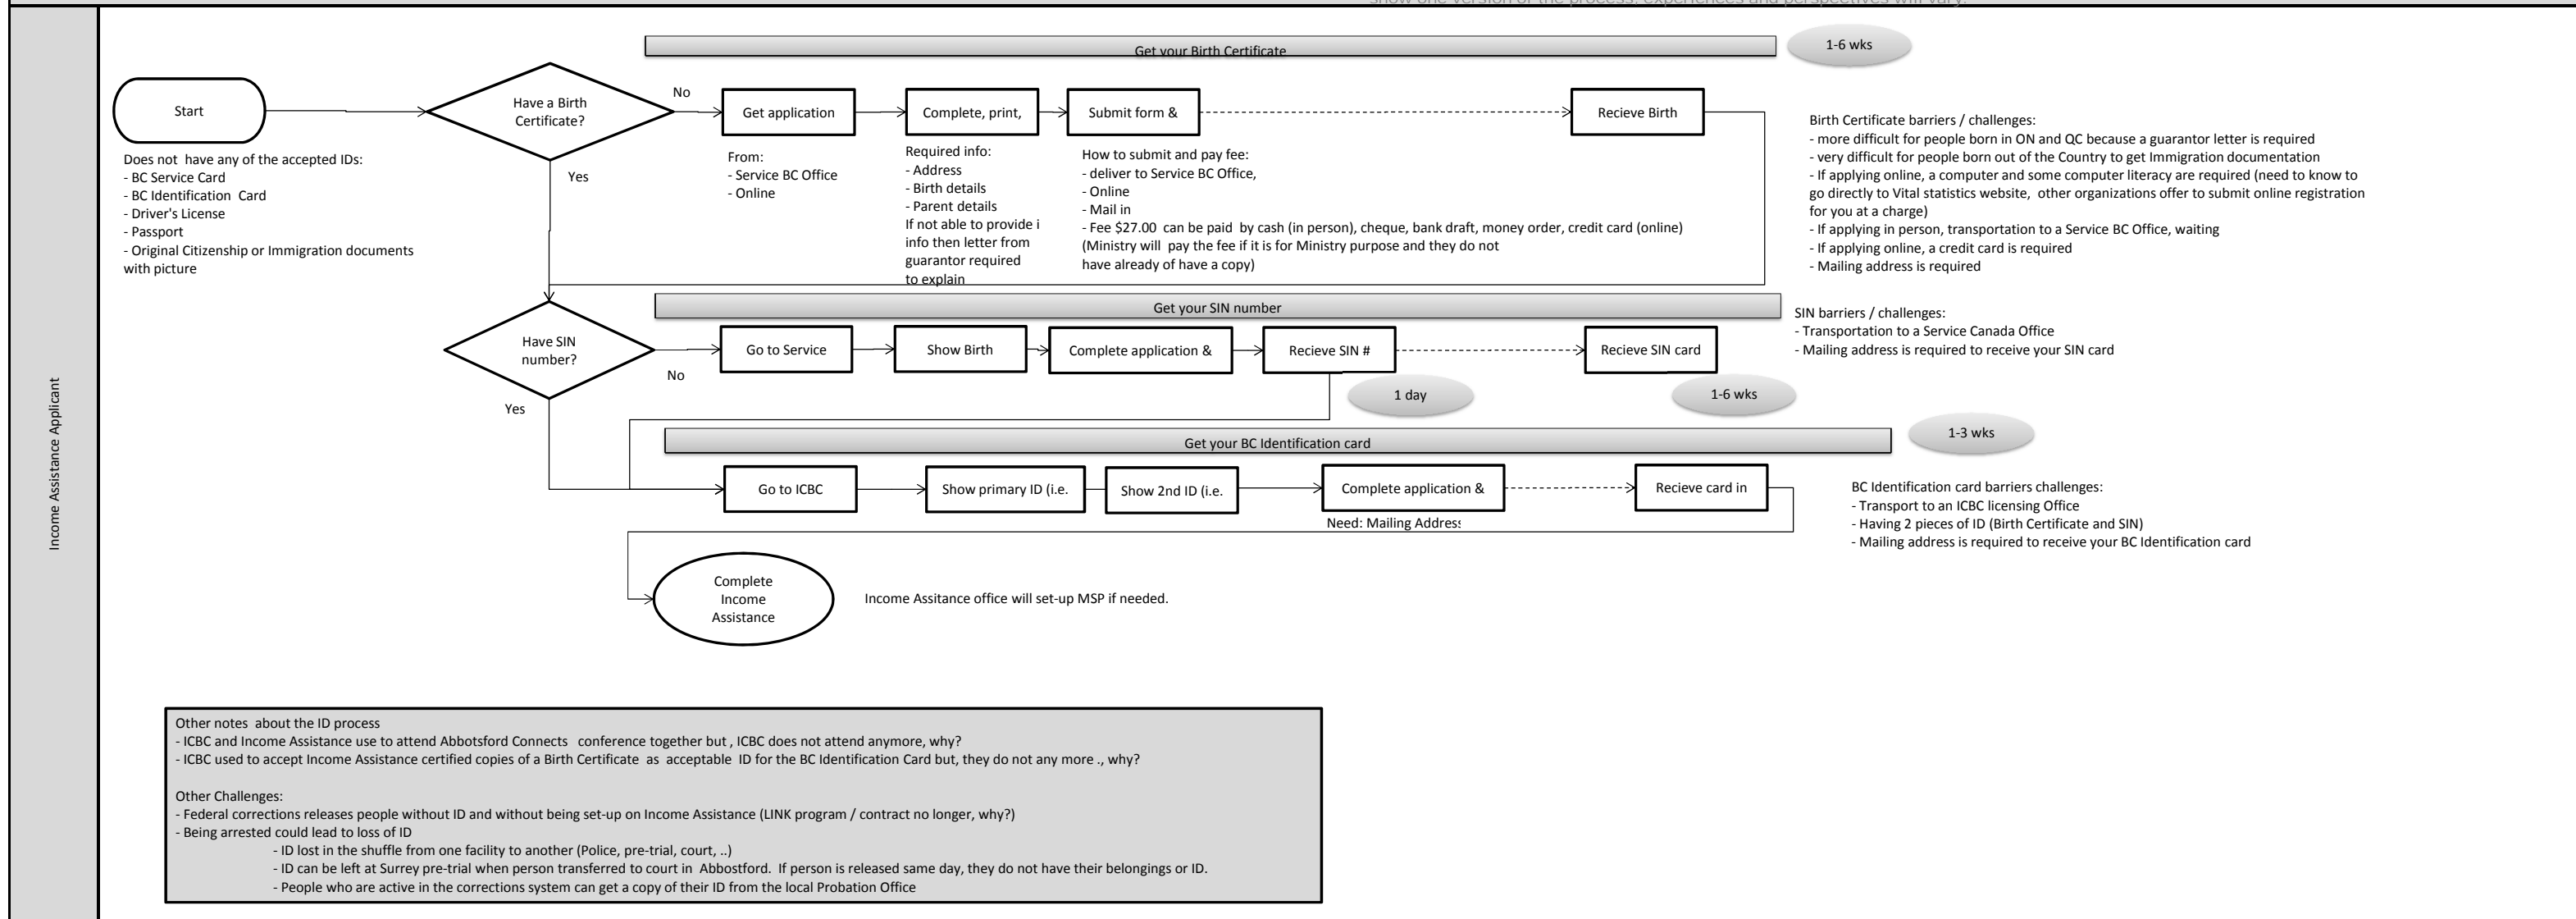 show one version of the process. experiences and perspectives will vary.
Income Assistance Applicant
Get your Birth Certificate
1-6 wks
Start
Have a Birth
Certificate?
No
Yes
Get application
Complete, print,
Submit form &
Recieve Birth
Does not  have any of the accepted IDs:
- BC Service Card
- BC Identification  Card
- Driver's License
- Passport
- Original Citizenship or Immigration documents
with picture
From:
- Service BC Office
- Online
Required info:
- Address
- Birth details
- Parent details
If not able to provide i
info then letter from
guarantor required
to explain
How to submit and pay fee:
- deliver to Service BC Office,
- Online
- Mail in
- Fee $27.00  can be paid  by cash (in person), cheque, bank draft, money order, credit card (online)
(Ministry will  pay the fee if it is for Ministry purpose and they do not
have already of have a copy)
Birth Certificate barriers / challenges:
- more difficult for people born in ON and QC because a guarantor letter is required
- very difficult for people born out of the Country to get Immigration documentation
- If applying online, a computer and some computer literacy are required (need to know to
go directly to Vital statistics website,  other organizations offer to submit online registration
for you at a charge)
- If applying in person, transportation to a Service BC Office, waiting
- If applying online, a credit card is required
- Mailing address is required
Get your SIN number
Have SIN
number?
No
Yes
Go to Service
Show Birth
Complete application &
Recieve SIN #
Recieve SIN card
1 day
1-6 wks
SIN barriers / challenges:
- Transportation to a Service Canada Office
- Mailing address is required to receive your SIN card
Get your BC Identification card
1-3 wks
Go to ICBC
Show primary ID (i.e.
Show 2nd ID (i.e.
Complete application &
Recieve card in
Need: Mailing Address
BC Identification card barriers challenges:
- Transport to an ICBC licensing Office
- Having 2 pieces of ID (Birth Certificate and SIN)
- Mailing address is required to receive your BC Identification card
Complete
Income
Assistance
Income Assitance office will set-up MSP if needed.
Other notes  about the ID process
- ICBC and Income Assistance use to attend Abbotsford Connects   conference together but , ICBC does not attend anymore, why?
- ICBC used to accept Income Assistance certified copies of a Birth Certificate  as  acceptable  ID for the BC Identification Card but, they do not any more ., why?
Other Challenges:
- Federal corrections releases people without ID and without being set-up on Income Assistance (LINK program / contract no longer, why?)
- Being arrested could lead to loss of ID
- ID lost in the shuffle from one facility to another (Police, pre-trial, court, ..)
- ID can be left at Surrey pre-trial when person transferred to court in  Abbostford.  If person is released same day, they do not have their belongings or ID.
- People who are active in the corrections system can get a copy of their ID from the local Probation Office